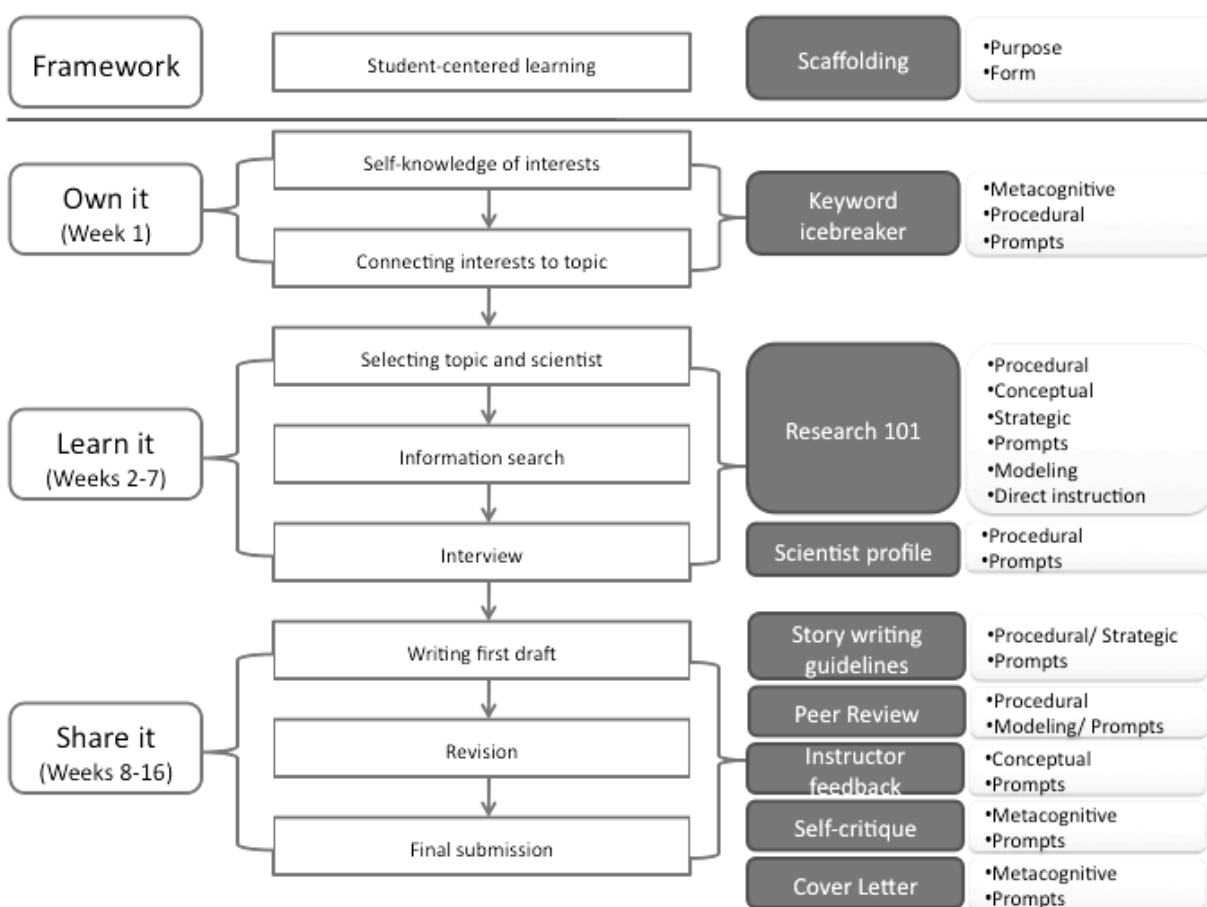 Framework
Student-centered learning
Scaffolding
•Purpose
•Form
Own it
(Week 1)
Self-knowledge of interests
Connecting interests to topic
Keyword
icebreaker
•Metacognitive
•Procedural
•Prompts
Learn it
(Weeks 2-7)
Selecting topic and scientist
Information search
Interview
Research 101
•Procedural
•Conceptual
•Strategic
•Prompts
•Modeling
•Direct instruction
Scientist profile
•Procedural
•Prompts
Share it
(Weeks 8-16)
Writing first draft
Revision
Final submission
Story writing
guidelines
•Procedural/ Strategic
•Prompts
Peer Review
•Procedural
•Modeling/ Prompts
Instructor
feedback
•Conceptual
•Prompts
Self-critique
•Metacognitive
•Prompts
Cover Letter
•Metacognitive
•Prompts